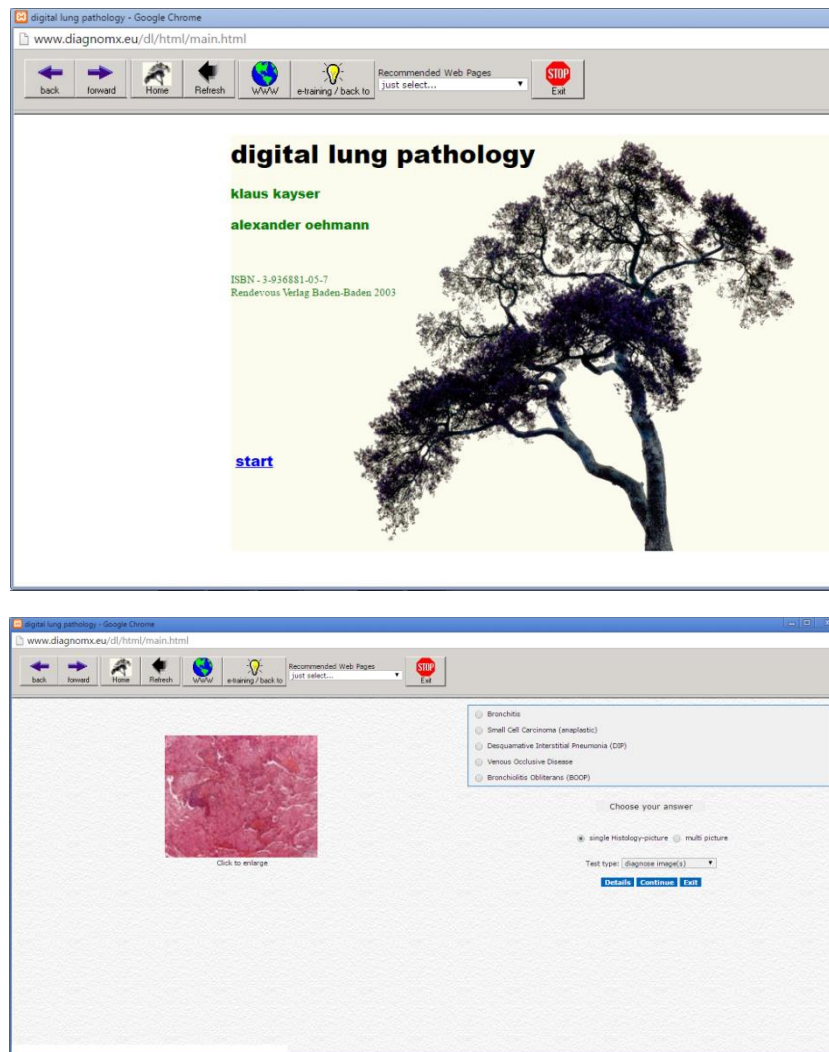 digital lung pathology - Google Chrome
www.diagnomx.eu/dl/html/main.html
back forward Home Refresh WWW e-training / back to Recommended Web Pages just select... STOP Exit
digital lung pathology
klaus kayser
alexander oehmann
ISBN - 3-936881-05-7
Rendevous Verlag Baden-Baden 2003
start
digital lung pathology - Google Chrome
www.diagnomx.eu/dl/html/main.html
back forward Home Refresh WWW e-training / back to Recommended Web Pages just select... STOP Exit
Bronchitis
Small Cell Carcinoma (anaplastic)
Desquamative Interstitial Pneumonia (DIP)
Venous Occlusive Disease
Bronchiolitis Obliterans (BOOP)
Choose your answer
single Histology-picture multi picture
Click to enlarge
Test type: diagnose image(s)
Details Continue Exit